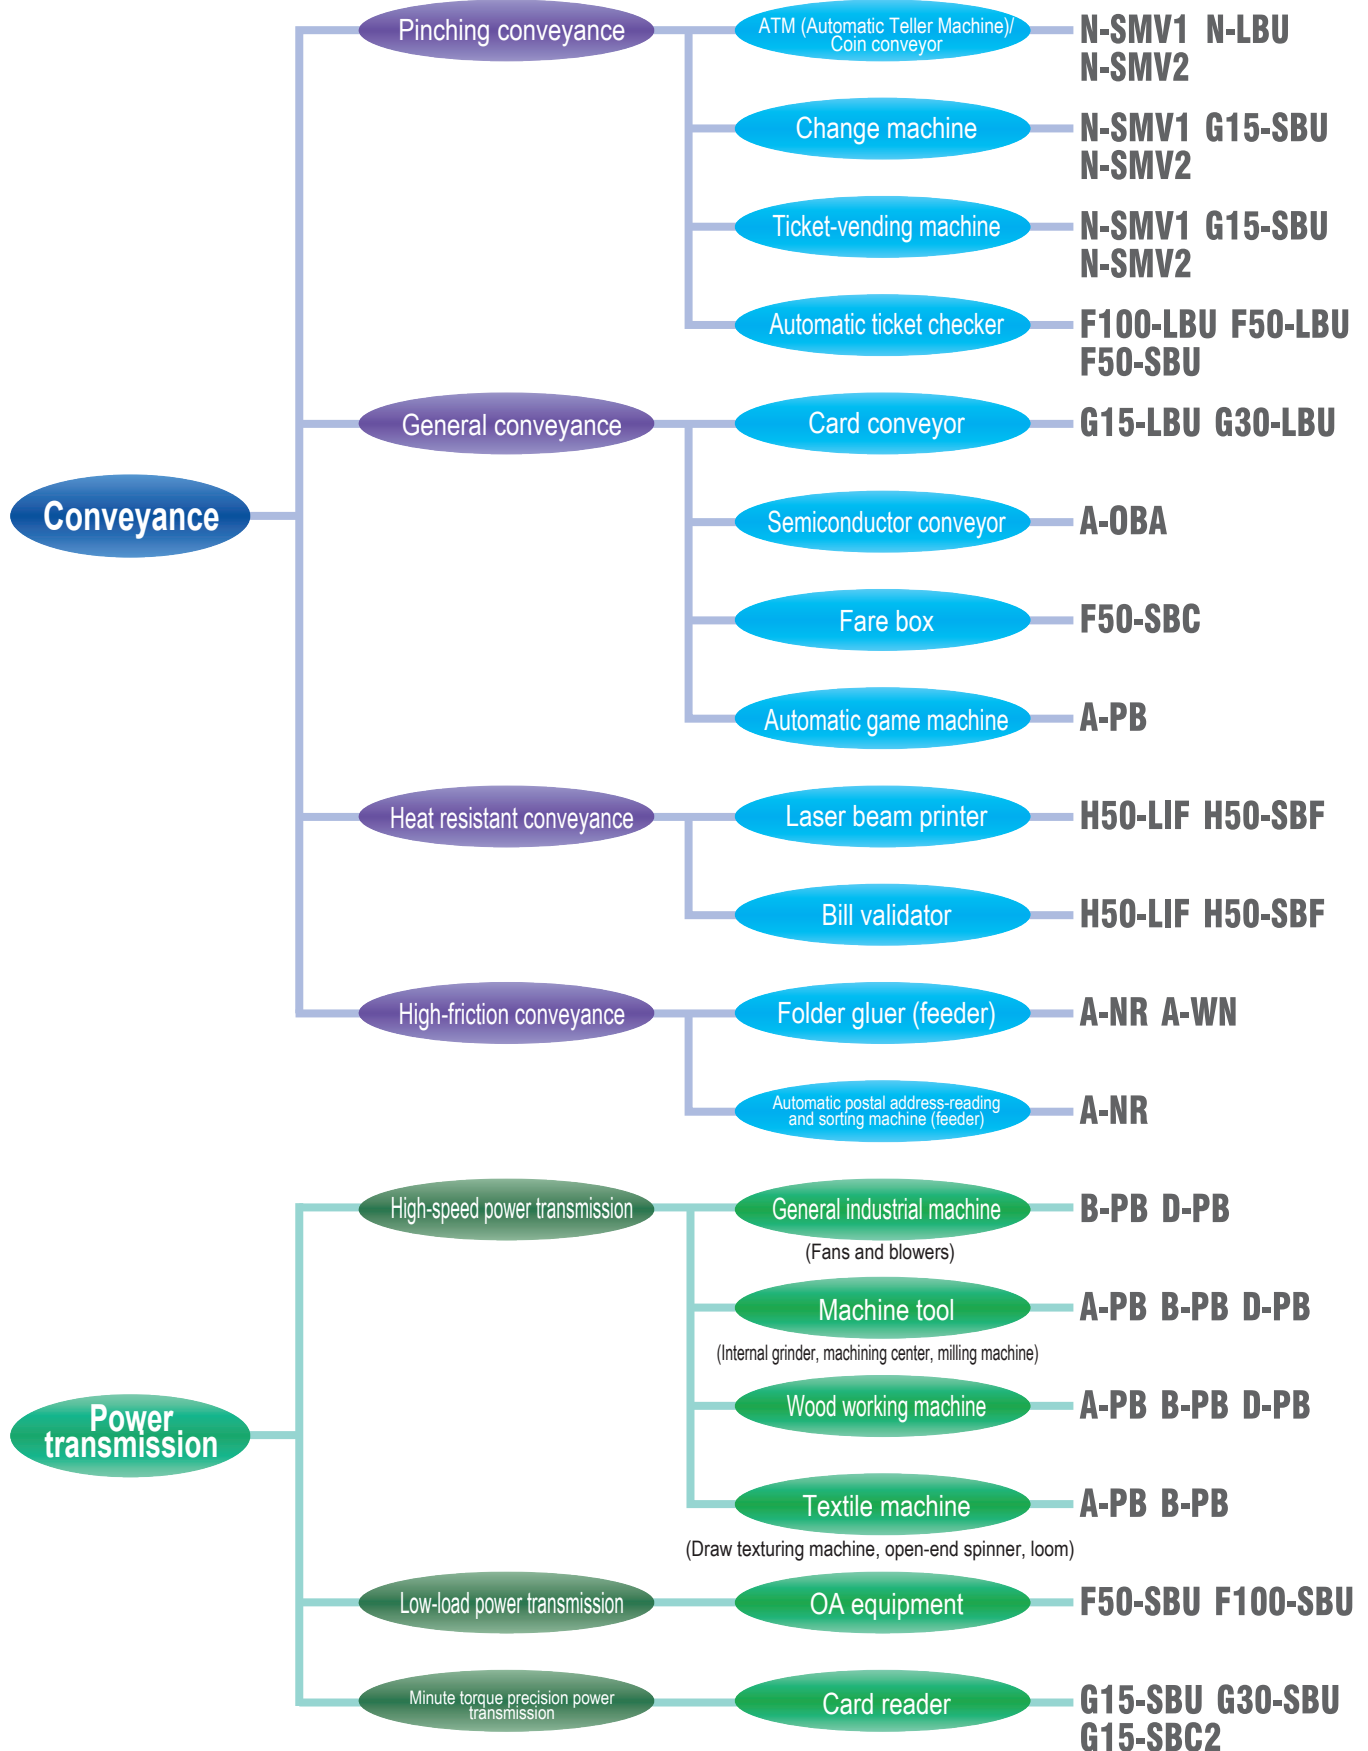 Pinching conveyance
ATM (Automatic Teller Machine)/
Coin conveyor
N-SMV1 N-LBU
N-SMV2
Change machine
N-SMV1 G15-SBU
N-SMV2
Ticket-vending machine
N-SMV1 G15-SBU
N-SMV2
Automatic ticket checker
F100-LBU F50-LBU
F50-SBU
General conveyance
Card conveyor
G15-LBU G30-LBU
Conveyance
Semiconductor conveyor
A-OBA
Fare box
F50-SBC
Automatic game machine
A-PB
Heat resistant conveyance
Laser beam printer
H50-LIF H50-SBF
Bill validator
H50-LIF H50-SBF
High-friction conveyance
Folder gluer (feeder)
A-NR A-WN
Automatic postal address-reading
and sorting machine (feeder)
A-NR
High-speed power transmission
General industrial machine
B-PB D-PB
(Fans and blowers)
Machine tool
A-PB B-PB D-PB
(Internal grinder, machining center, milling machine)
Power
transmission
Wood working machine
A-PB B-PB D-PB
Textile machine
A-PB B-PB
(Draw texturing machine, open-end spinner, loom)
Low-load power transmission
OA equipment
F50-SBU F100-SBU
Minute torque precision power
transmission
Card reader
G15-SBU G30-SBU
G15-SBC2